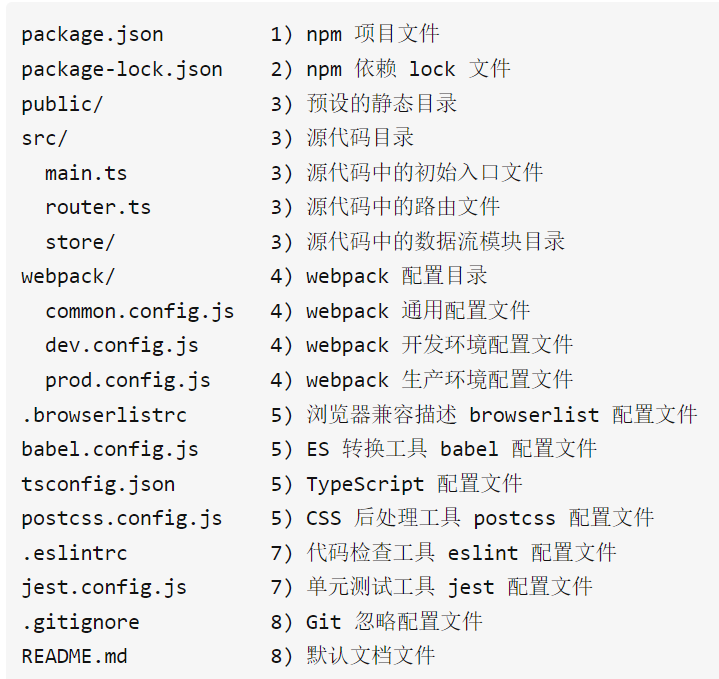 package.json         1) npm 项目文件
package-lock.json    2) npm 依赖 lock 文件
public/              3) 预设的静态目录
src/                 3) 源代码目录
  main.ts            3) 源代码中的初始入口文件
  router.ts          3) 源代码中的路由文件
  store/             3) 源代码中的数据流模块目录
webpack/             4) webpack 配置目录
  common.config.js   4) webpack 通用配置文件
  dev.config.js      4) webpack 开发环境配置文件
  prod.config.js     4) webpack 生产环境配置文件
.browserlistrc       5) 浏览器兼容描述 browserlist 配置文件
babel.config.js      5) ES 转换工具 babel 配置文件
tsconfig.json        5) TypeScript 配置文件
postcss.config.js    5) CSS 后处理工具 postcss 配置文件
.eslintrc            7) 代码检查工具 eslint 配置文件
jest.config.js       7) 单元测试工具 jest 配置文件
.gitignore           8) Git 忽略配置文件
README.md            8) 默认文档文件